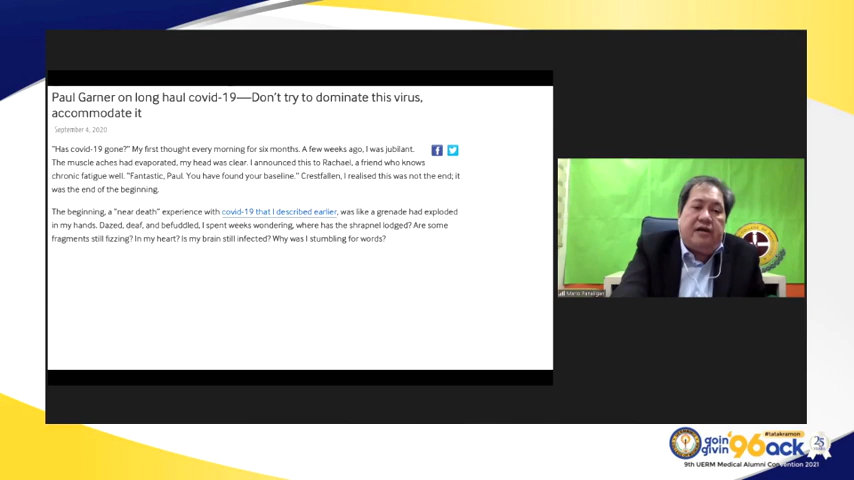 Paul Garner on long haul covid-19—Don't try to dominate this virus,
accommodate it
September 4, 2020
"Has covid-19 gone?" My first thought every morning for six months. A few weeks ago, I was jubilant.
The muscle aches had evaporated, my head was clear. I announced this to Rachael, a friend who knows
chronic fatigue well. "Fantastic, Paul. You have found your baseline." Crestfallen, I realised this was not the end; it
was the end of the beginning.
The beginning, a "near death" experience with covid-19 that I described earlier, was like a grenade had exploded
in my hands. Dazed, deaf, and befuddled, I spent weeks wondering, where has the shrapnel lodged? Are some
fragments still fizzing? In my heart? Is my brain still infected? Why was I stumbling for words?
Mario
goin' givin' '96 ack
#tatakramon
25
YEARS
9th UERM Medical Alumni Convention 2021